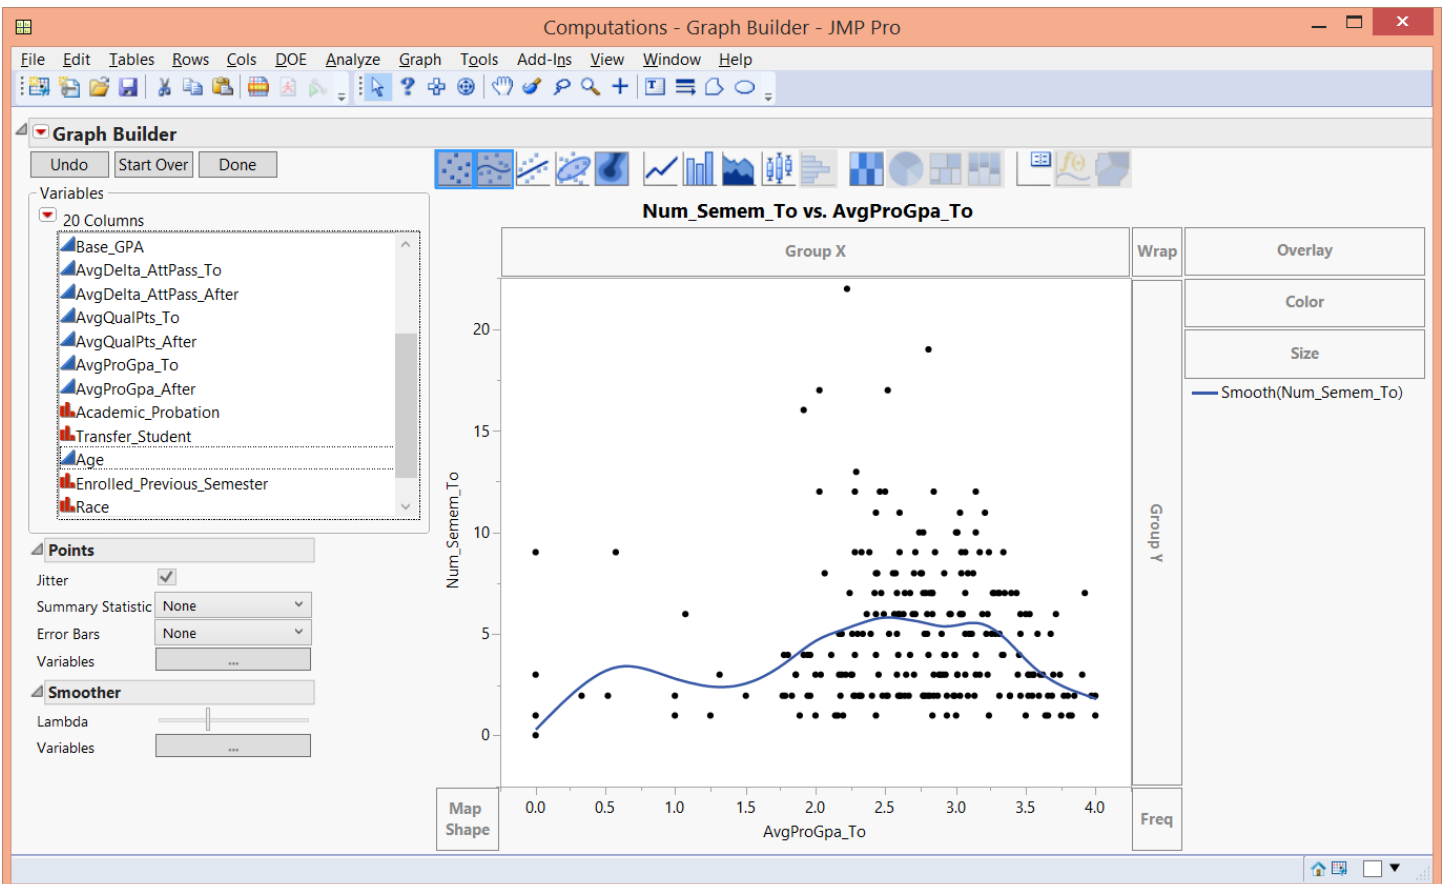 Computations - Graph Builder - JMP Pro
File Edit Tables Rows Cols DOE Analyze Graph Tools Add-Ins View Window Help
Graph Builder
Undo Start Over Done
Variables
20 Columns
Base_GPA
AvgDelta_AttPass_To
AvgDelta_AttPass_After
AvgQualPts_To
AvgQualPts_After
AvgProGpa_To
AvgProGpa_After
Academic_Probation
Transfer_Student
Age
Enrolled_Previous_Semester
Race
Points
Jitter
Summary Statistic None
Error Bars None
Variables ...
Smoother
Lambda
Variables ...
Num_Semem_To vs. AvgProGpa_To
Group X
Wrap
Overlay
Color
Size
Smooth(Num_Semem_To)
20
15
10
5
0
Num_Semem_To
Group Y
Map
Shape
0.0 0.5 1.0 1.5 2.0 2.5 3.0 3.5 4.0
AvgProGpa_To
Freq